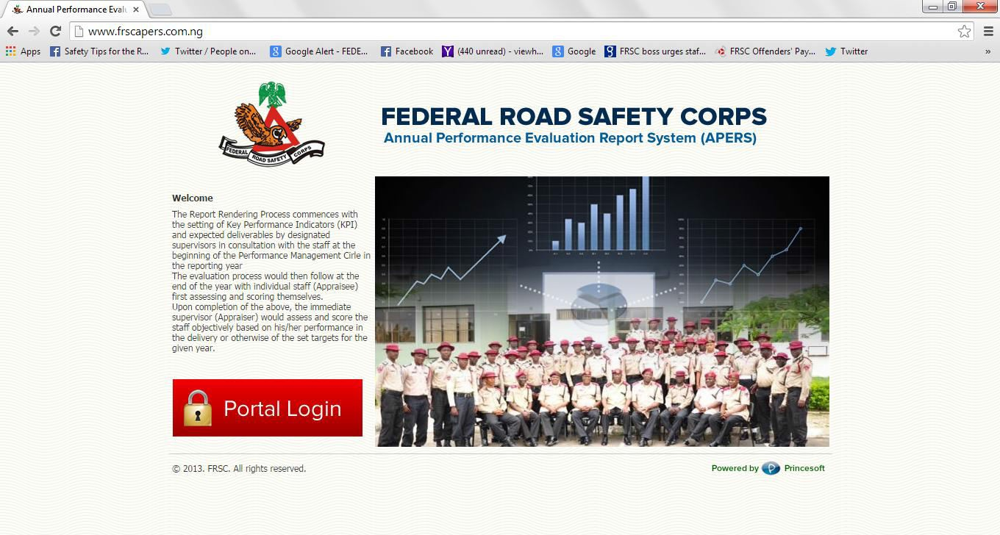 Annual Performance Eval
www.frscapers.com.ng
Apps
Safety Tips for the R...
Twitter / People on...
Google Alert - FEDE...
Facebook
(440 unread) - viewh...
Google
FRSC boss urges staf...
FRSC Offenders' Pay...
Twitter
»
FEDERAL ROAD SAFETY CORPS
FEDERAL ROAD SAFETY CORPS
Annual Performance Evaluation Report System (APERS)
Welcome
The Report Rendering Process commences with
the setting of Key Performance Indicators (KPI)
and expected deliverables by designated
supervisors in consultation with the staff at the
beginning of the Performance Management Cirle in
the reporting year
The evaluation process would then follow at the
end of the year with individual staff (Appraisee)
first assessing and scoring themselves.
Upon completion of the above, the immediate
supervisor (Appraiser) would assess and score the
staff objectively based on his/her performance in
the delivery or otherwise of the set targets for the
given year.
Portal Login
© 2013. FRSC. All rights reserved.
Powered by Princesoft